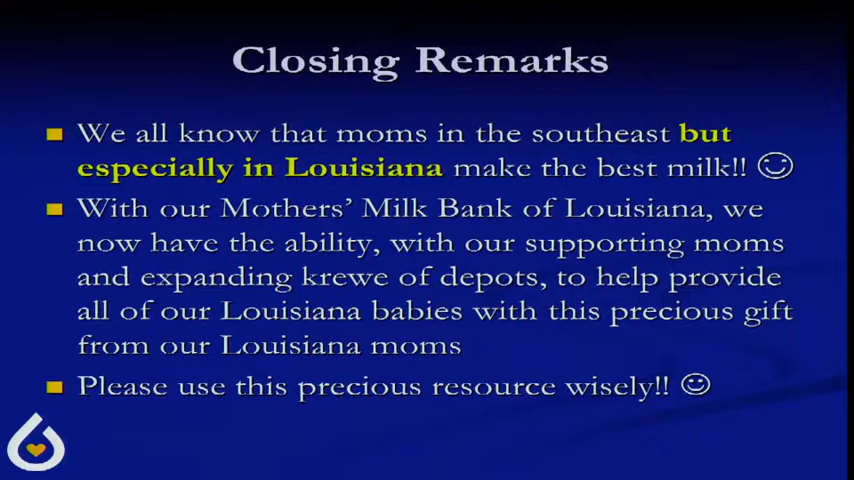 Closing Remarks
We all know that moms in the southeast but
especially in Louisiana make the best milk!! ☺
With our Mothers’ Milk Bank of Louisiana, we
now have the ability, with our supporting moms
and expanding krewe of depots, to help provide
all of our Louisiana babies with this precious gift
from our Louisiana moms
Please use this precious resource wisely!! ☺